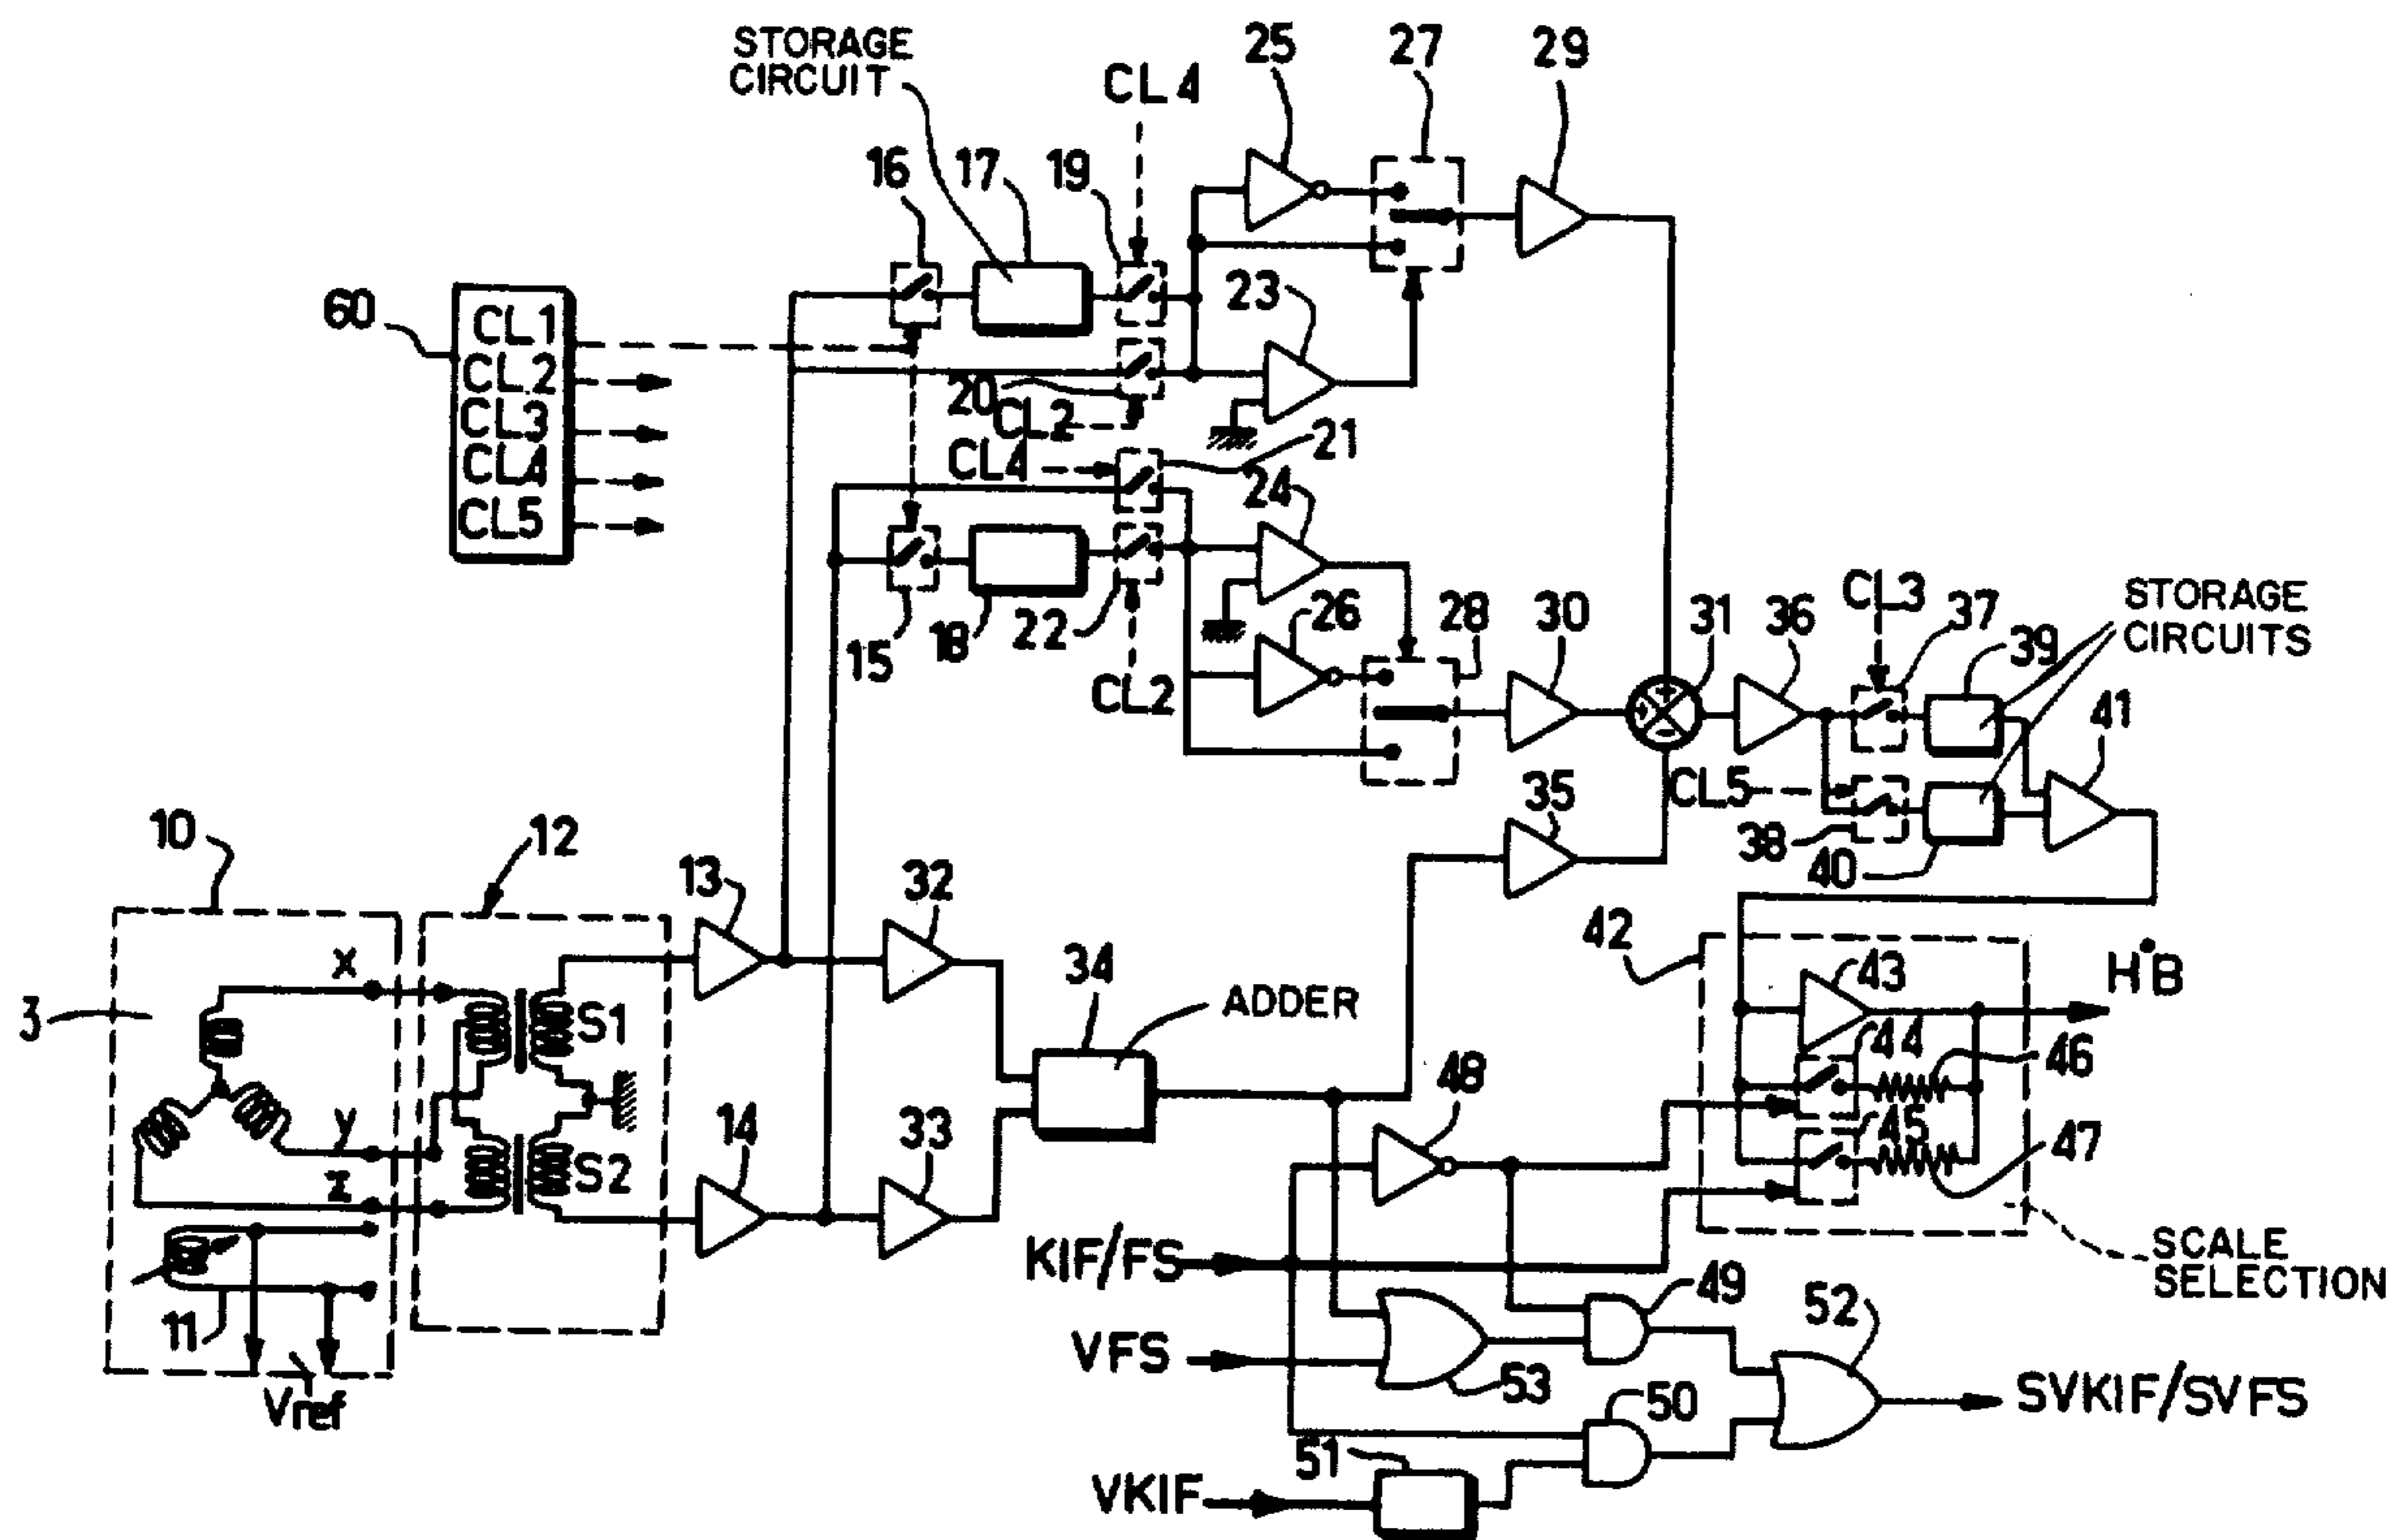 STORAGE
CIRCUIT
25
27
29
CL4
16
17
19
60
CL1
CL2
CL3
CL4
CL5
23
20
CL2
21
CL4
24
15
18
22
26
28
30
31
36
CL3
37
39
STORAGE
CIRCUITS
CL2
41
35
CL5
38
40
10
12
13
32
42
43
H•B
3
x
S1
34
ADDER
44
46
48
y
45
47
z
S2
14
33
KIF/FS
SCALE
SELECTION
11
49
52
VFS
53
Vref
50
SVKIF/SVFS
51
VKIF
+
+
-